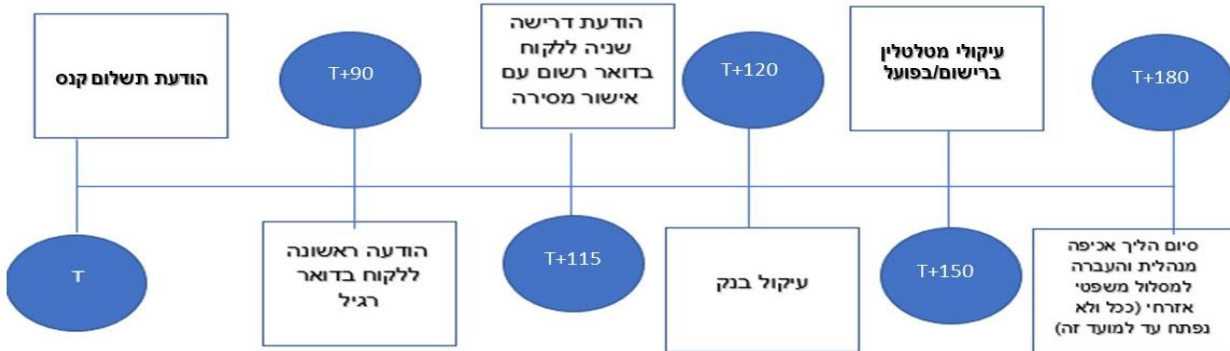 הודעת תשלום קנס
T+90
הודעת דרישה
שניה ללקוח
בדואר רשום עם
אישור מסירה
T+120
עיקולי מטלטלין
ברישום/בפועל
T+180
T
הודעה ראשונה
ללקוח בדואר
רגיל
T+115
עיקול בנק
T+150
סיום הליך אכיפה
מנהלית והעברה
למסלול משפטי
אזרחי (ככל ולא
נפתח עד למועד זה)